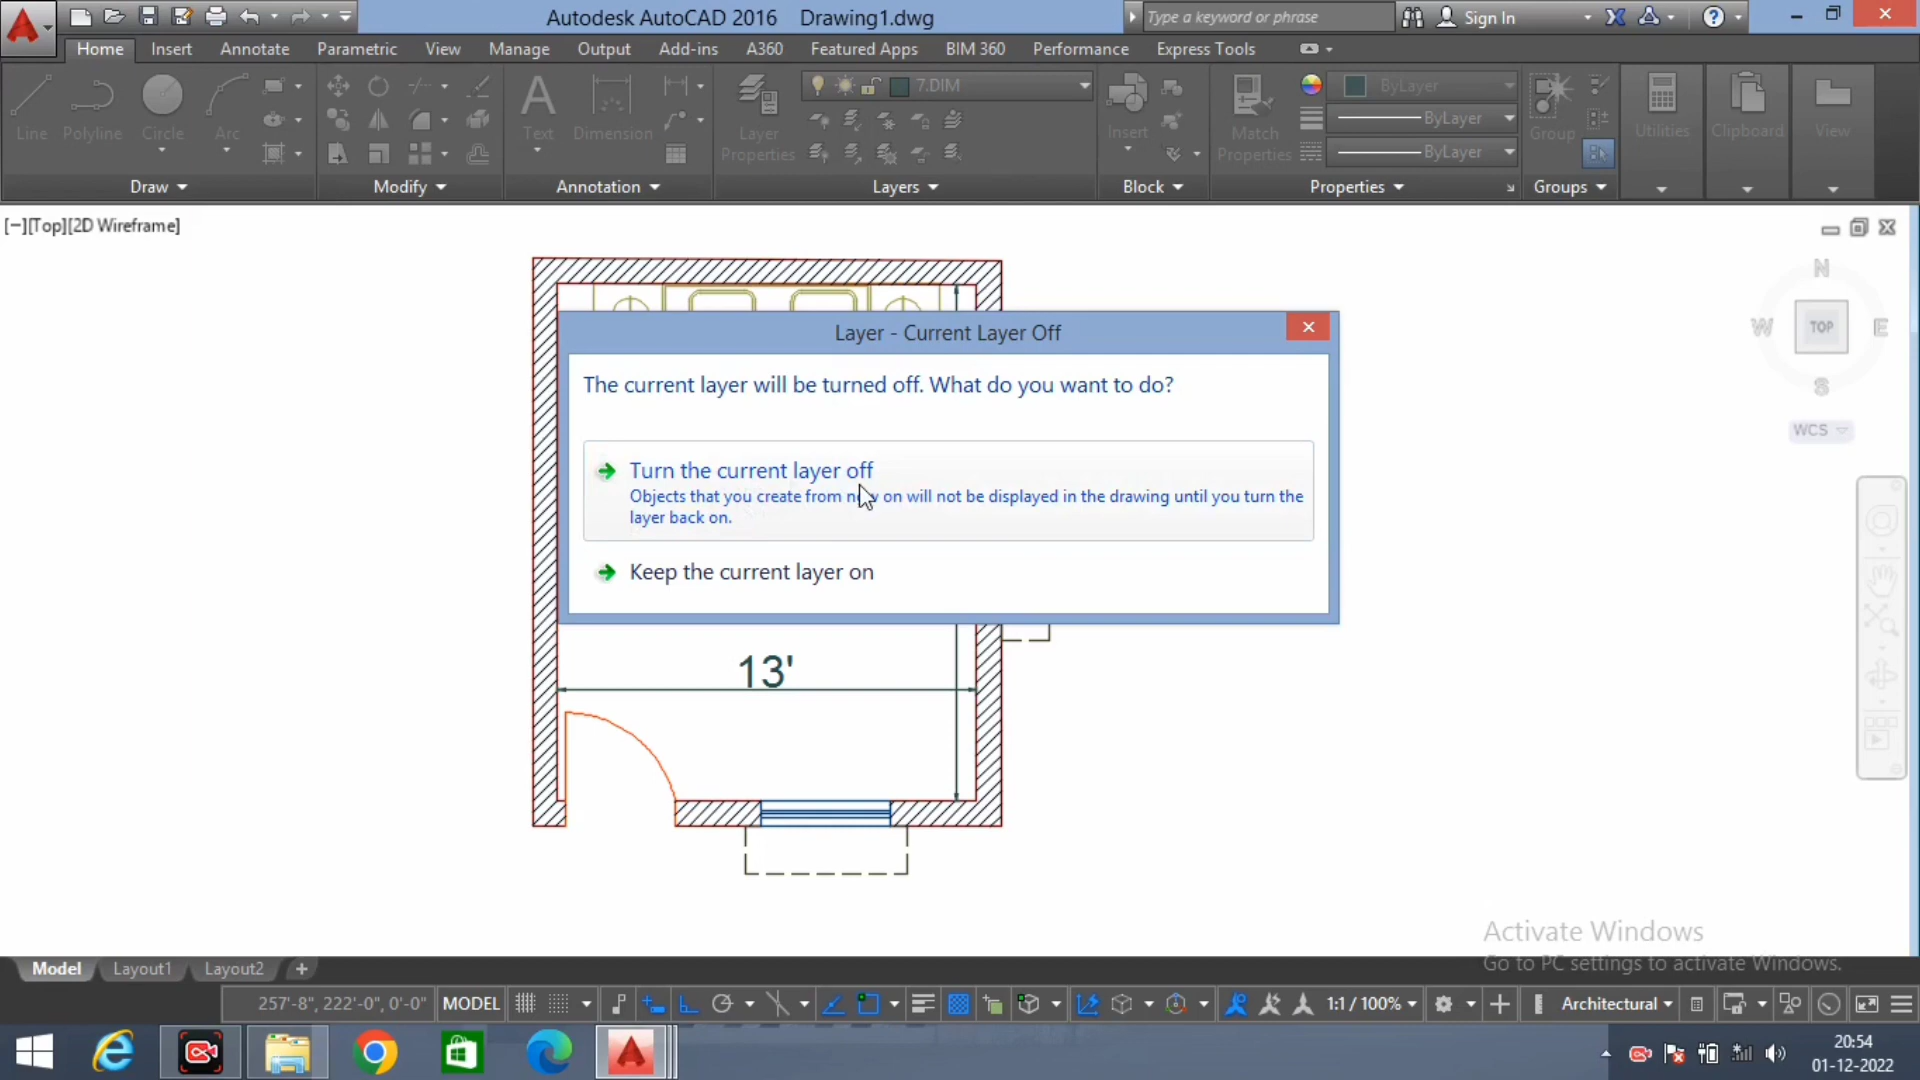 Autodesk AutoCAD 2016 Drawing1.dwg
Type a keyword or phrase
Sign In
Home Insert Annotate Parametric View Manage Output Add-ins A360 Featured Apps BIM 360 Performance Express Tools
7.DIM
ByLayer
Line Polyline Circle Arc
Text Dimension
Layer Properties
Insert
Match Properties
ByLayer
ByLayer
Group
Utilities Clipboard View
Draw Modify Annotation Layers Block Properties Groups
[−][Top][2D Wireframe]
N
W TOP E
S
WCS
Layer - Current Layer Off
The current layer will be turned off. What do you want to do?
Turn the current layer off
Objects that you create from now on will not be displayed in the drawing until you turn the
layer back on.
Keep the current layer on
13'
Activate Windows
Go to PC settings to activate Windows.
Model Layout1 Layout2 +
257'-8", 222'-0", 0'-0" MODEL 1:1 / 100% Architectural
20:54
01-12-2022